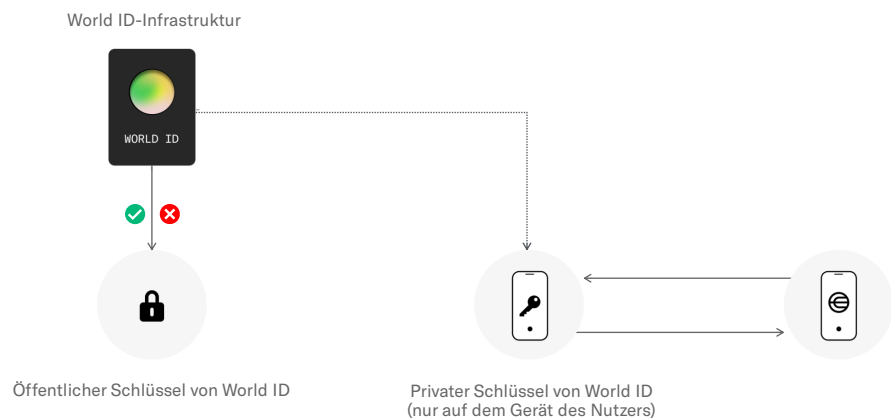 World ID-Infrastruktur
WORLD ID
Öffentlicher Schlüssel von World ID
Privater Schlüssel von World ID
(nur auf dem Gerät des Nutzers)